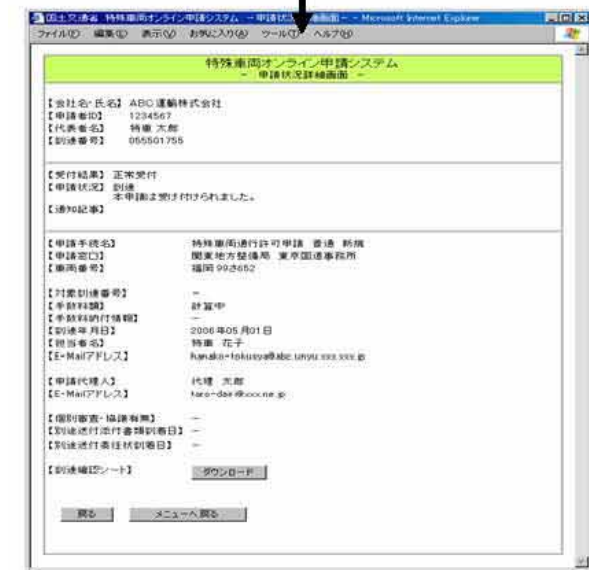 国土交通省 特殊車両オンライン申請システム - 申請状況 - Microsoft Internet Explorer
ファイル(F) 編集(E) 表示(V) お気に入り(A) ツール(T) ヘルプ(H)
特殊車両オンライン申請システム
- 申請状況詳細画面 -
【会社名・氏名】 ABC運輸株式会社
【申請者ID】 1234567
【代表者名】 特車 太郎
【到達番号】 055501755
【受付結果】 正常受付
【申請状況】 到達
本申請は受け付けられました。
【通知記事】
【申請手続名】 特殊車両通行許可申請 普通 新規
【申請窓口】 関東地方整備局 東京国道事務所
【車両番号】 福岡 99さ652
【対象到達番号】 -
【手数料額】 計算中
【手数料納付情報】 -
【到達年月日】 2006年05月01日
【担当者名】 特車 花子
【E-Mailアドレス】 hanako-tokusya@abc.unyu.xxx.xxx.jp
【申請代理人】 代理 太郎
【E-Mailアドレス】 taro-dairi@xxx.ne.jp
【個別審査・協議有無】 -
【別途送付添付書類到着日】 -
【別途送付委任状到着日】 -
【到達確認シート】 ダウンロード
戻る メニューへ戻る